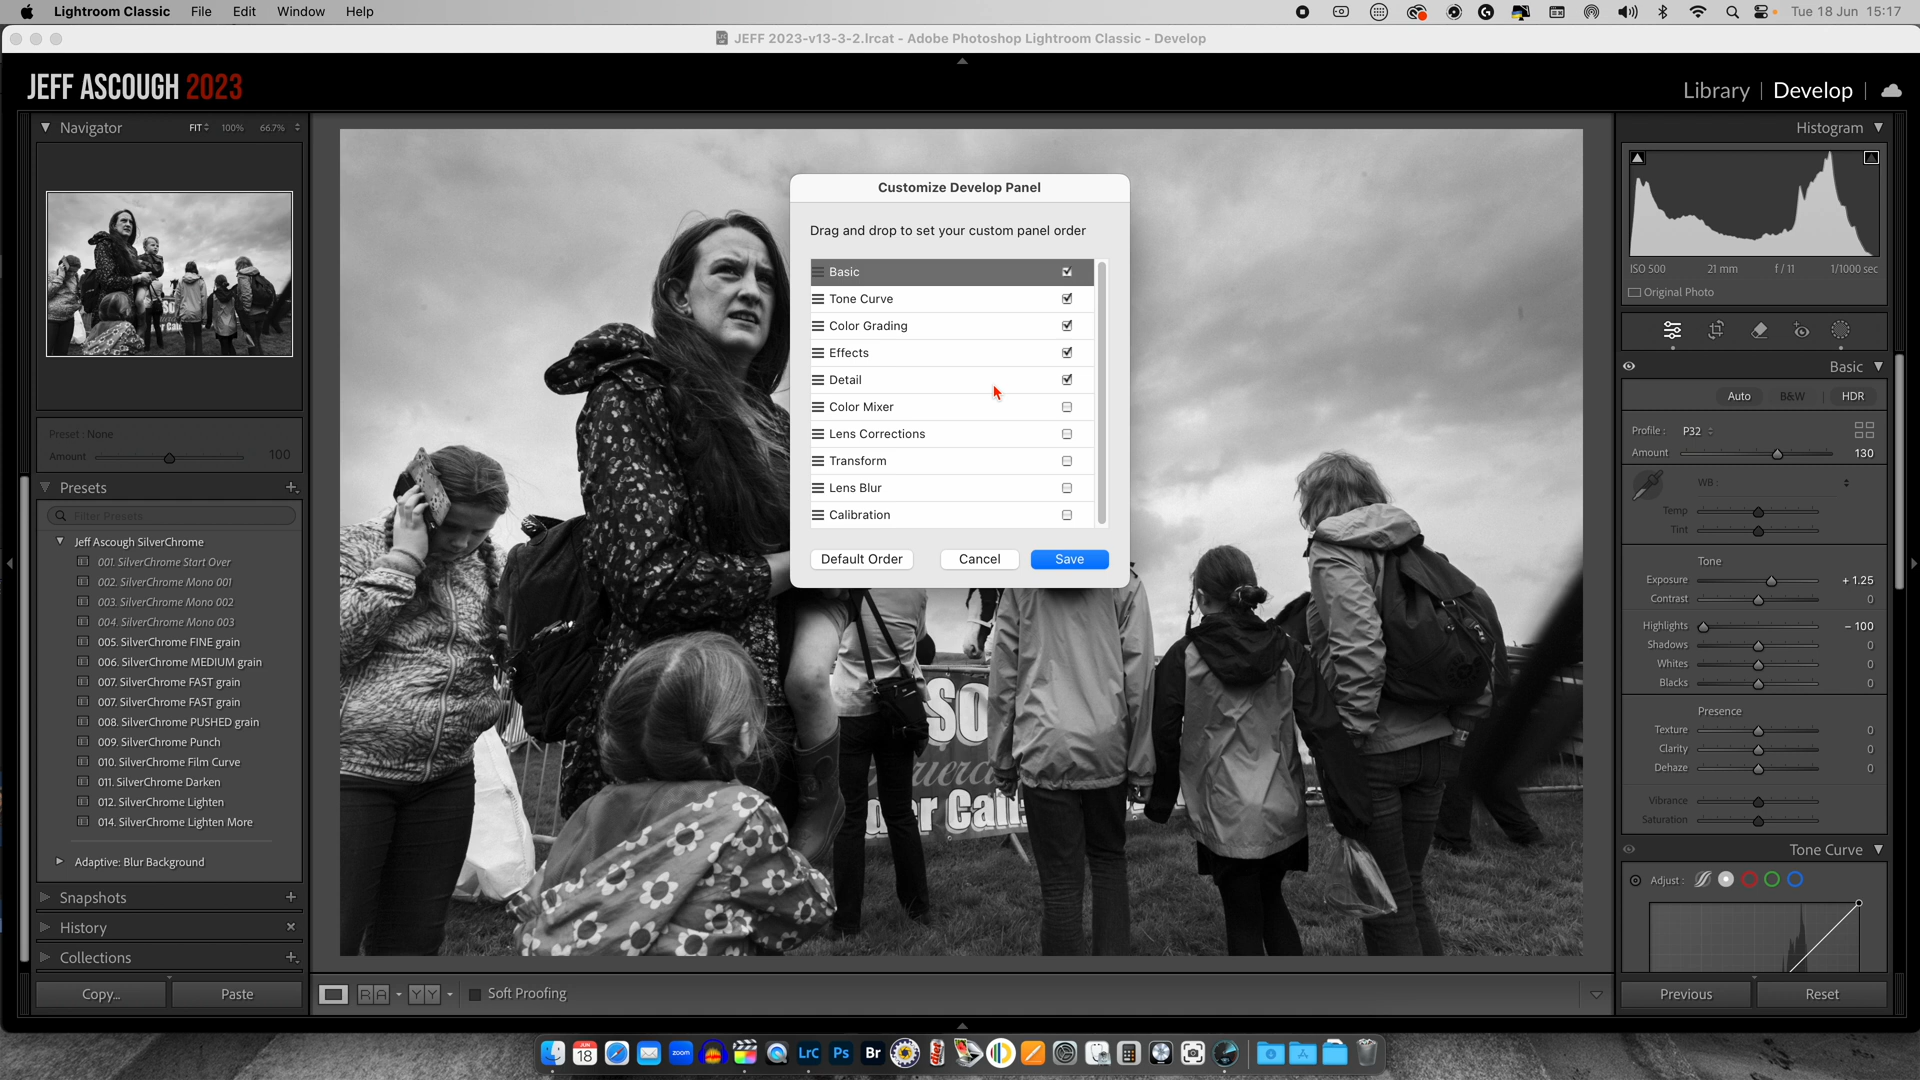 Lightroom Classic File Edit Window Help
Tue 18 Jun 15:17
JEFF 2023-v13-3-2.lrcat - Adobe Photoshop Lightroom Classic - Develop
JEFF ASCOUGH 2023
Library | Develop |
Navigator FIT 100% 66.7%
Preset : None
Amount 100
Presets
Filter Presets
Jeff Ascough SilverChrome
001. SilverChrome Start Over
002. SilverChrome Mono 001
003. SilverChrome Mono 002
004. SilverChrome Mono 003
005. SilverChrome FINE grain
006. SilverChrome MEDIUM grain
007. SilverChrome FAST grain
007. SilverChrome FAST grain
008. SilverChrome PUSHED grain
009. SilverChrome Punch
010. SilverChrome Film Curve
011. SilverChrome Darken
012. SilverChrome Lighten
014. SilverChrome Lighten More
Adaptive: Blur Background
Snapshots
History
Collections
Copy... Paste
Customize Develop Panel
Drag and drop to set your custom panel order
Basic
Tone Curve
Color Grading
Effects
Detail
Color Mixer
Lens Corrections
Transform
Lens Blur
Calibration
Default Order Cancel Save
Soft Proofing
Histogram
ISO 500 21 mm f / 11 1/1000 sec
Original Photo
Basic
Auto B&W | HDR
Profile : P32
Amount 130
WB :
Temp
Tint
Tone
Exposure + 1.25
Contrast 0
Highlights – 100
Shadows 0
Whites 0
Blacks 0
Presence
Texture 0
Clarity 0
Dehaze 0
Vibrance
Saturation
Tone Curve
Adjust :
Previous Reset
JUN
18
zoom
LrC
Ps
Br